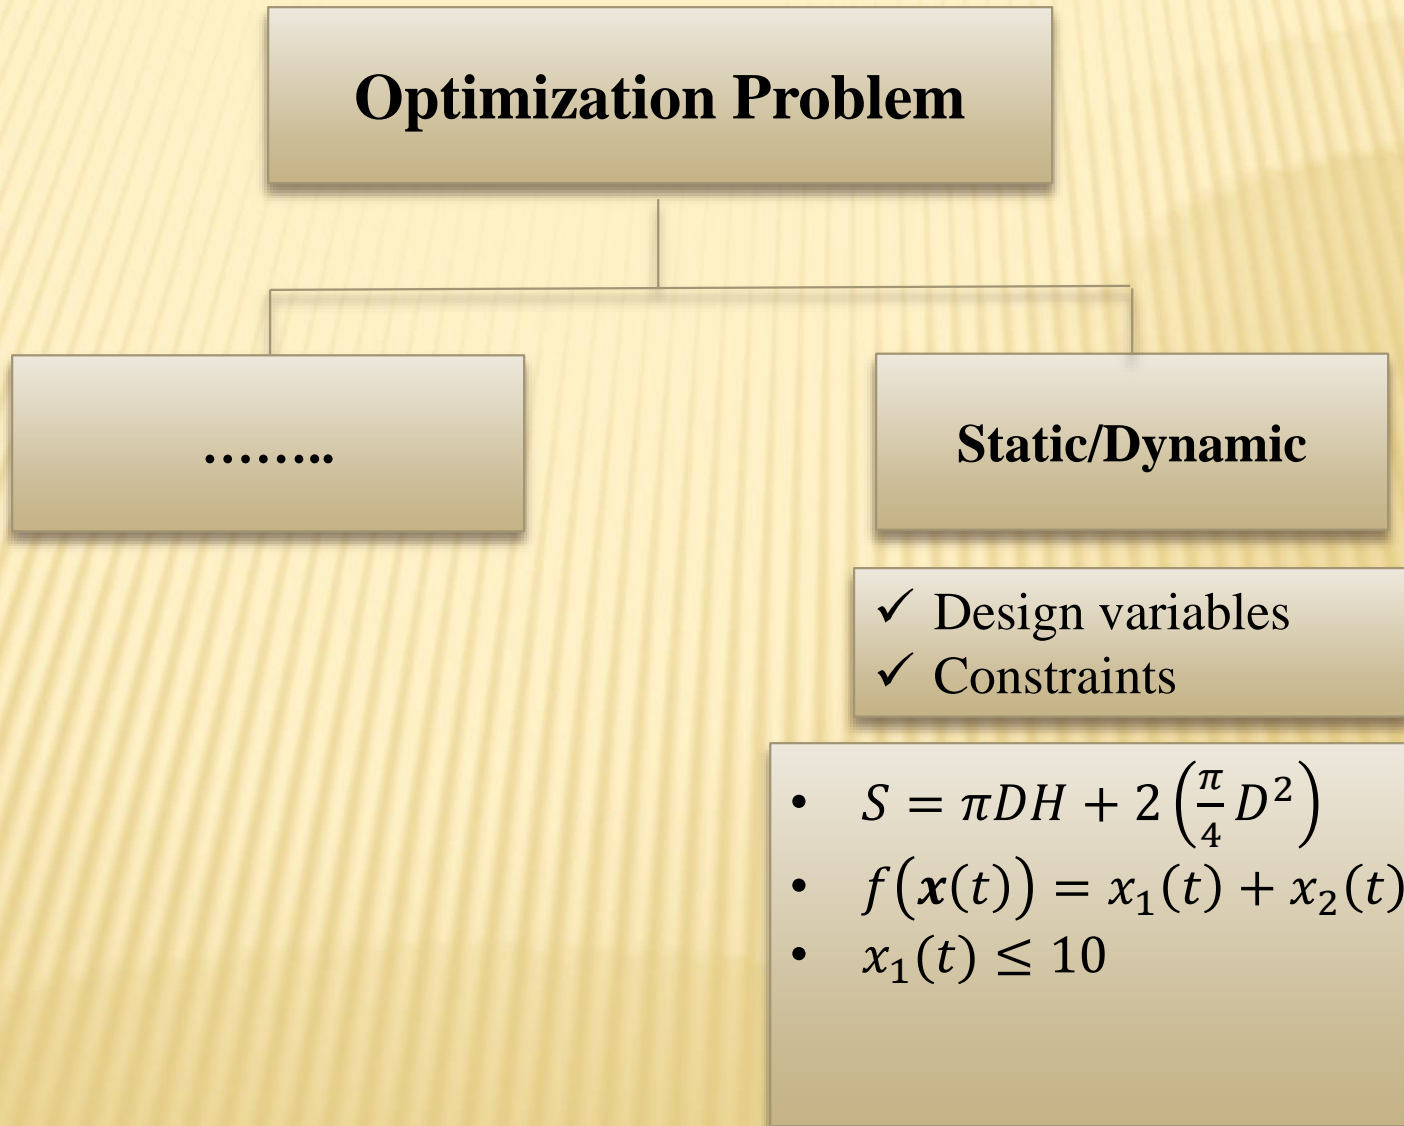 Optimization Problem
……..
Static/Dynamic
✓ Design variables
✓ Constraints
• S = πDH + 2(π/4 D²)
• f(x(t)) = x₁(t) + x₂(t)
• x₁(t) ≤ 10